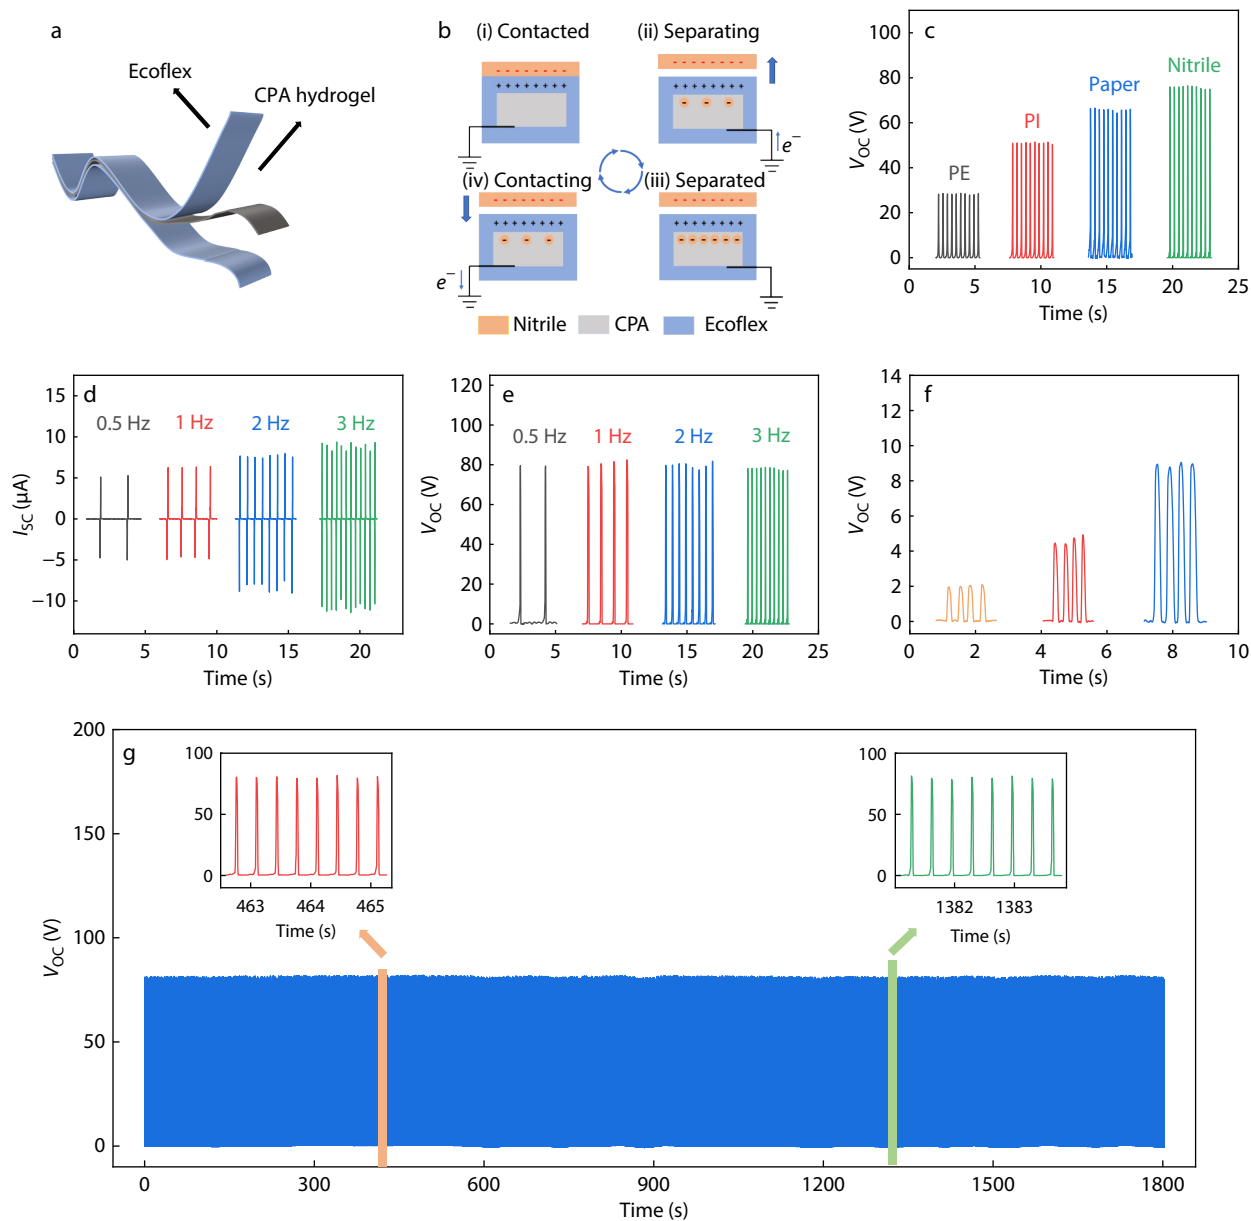 a
Ecoflex
CPA hydrogel
b
(i) Contacted
(ii) Separating
e−
(iv) Contacting
(iii) Separated
e−
Nitrile
CPA
Ecoflex
c
100
80
60
40
20
0
VOC (V)
PE
PI
Paper
Nitrile
0
5
10
15
20
25
Time (s)
d
15
10
5
0
−5
−10
ISC (μA)
0.5 Hz
1 Hz
2 Hz
3 Hz
0
5
10
15
20
Time (s)
e
120
100
80
60
40
20
0
VOC (V)
0.5 Hz
1 Hz
2 Hz
3 Hz
0
5
10
15
20
25
Time (s)
f
14
12
10
8
6
4
2
0
VOC (V)
0
2
4
6
8
10
Time (s)
g
200
150
100
50
0
VOC (V)
100
50
0
463
464
465
Time (s)
100
50
0
1382
1383
Time (s)
0
300
600
900
1200
1500
1800
Time (s)